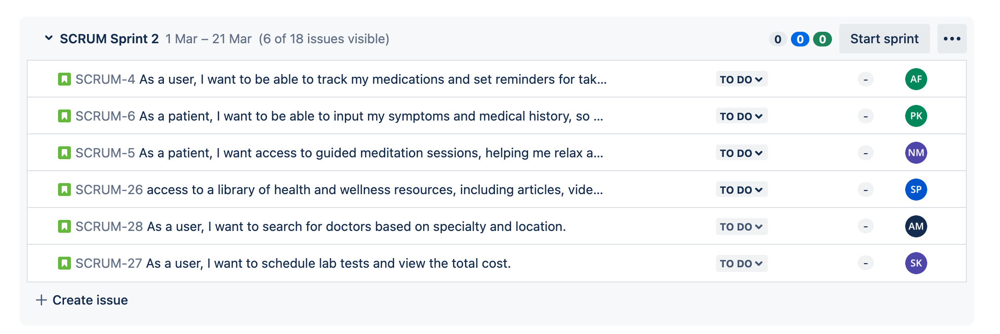 SCRUM Sprint 2 1 Mar – 21 Mar (6 of 18 issues visible) 0 0 0 Start sprint •••
SCRUM-4 As a user, I want to be able to track my medications and set reminders for tak... TO DO - AF
SCRUM-6 As a patient, I want to be able to input my symptoms and medical history, so ... TO DO - PK
SCRUM-5 As a patient, I want access to guided meditation sessions, helping me relax a... TO DO - NM
SCRUM-26 access to a library of health and wellness resources, including articles, vide... TO DO - SP
SCRUM-28 As a user, I want to search for doctors based on specialty and location. TO DO - AM
SCRUM-27 As a user, I want to schedule lab tests and view the total cost. TO DO - SK
+ Create issue